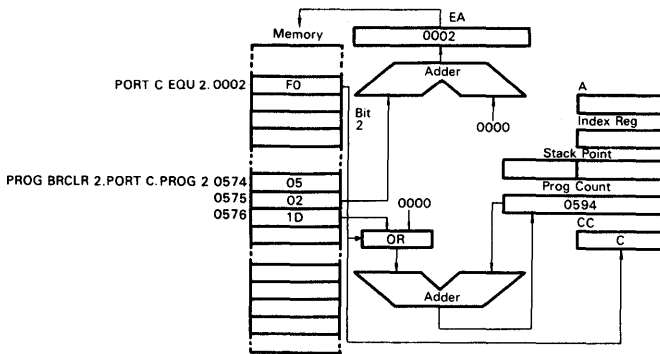 EA
Memory
0002
Adder
PORT C EQU 2. 0002 F0
Bit
2
0000
A
Index Reg
Stack Point
Prog Count
0594
CC
C
PROG BRCLR 2.PORT C.PROG 2 0574 05
0575 02
0576 1D
0000
OR
Adder